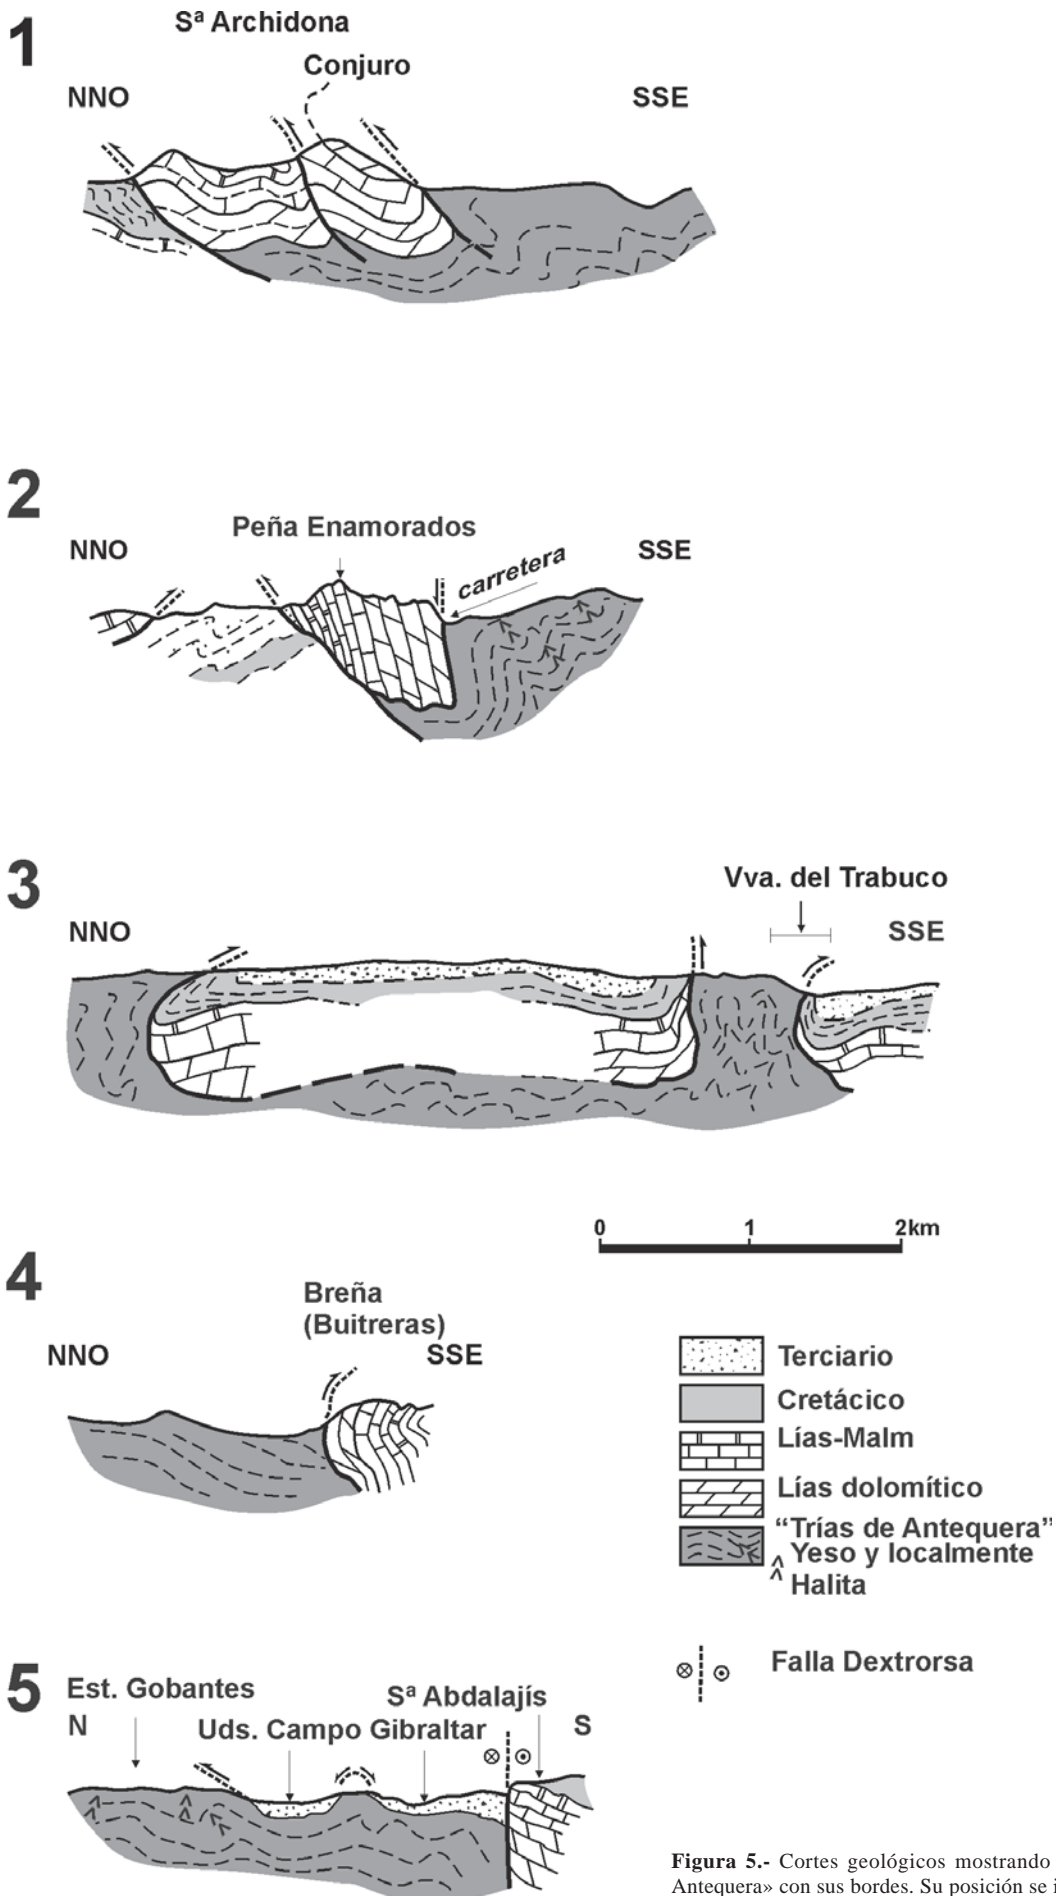 1
Sª Archidona
Conjuro
NNO
SSE
2
Peña Enamorados
NNO
carretera
SSE
3
Vva. del Trabuco
NNO
SSE
0 1 2km
4
Breña
(Buitreras)
NNO
SSE
Terciario
Cretácico
Lías-Malm
Lías dolomítico
“Trías de Antequera”
Yeso y localmente
Halita
Falla Dextrorsa
5
Est. Gobantes
Sª Abdalajís
N
Uds. Campo Gibraltar
S
Figura 5.- Cortes geológicos mostrando
Antequera» con sus bordes. Su posición se